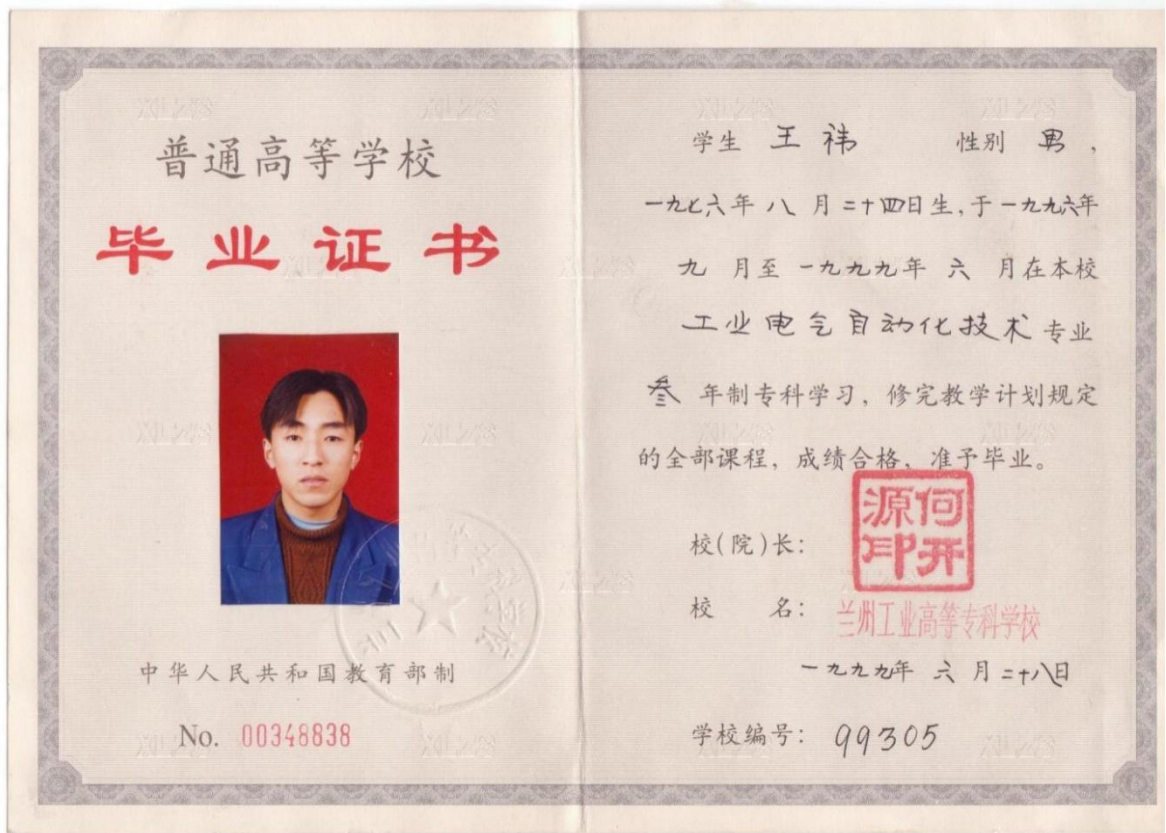 普通高等学校
毕业证书
中华人民共和国教育部制
No. 00348838
学生 王祎 性别 男，
一九七六年 八 月二十四日生，于一九九六年
九 月至一九九九年 六 月在本校
工业电气自动化技术 专业
叁 年制专科学习，修完教学计划规定
的全部课程，成绩合格，准予毕业。
何开源印
校(院)长：
校 名：兰州工业高等专科学校
一九九九年 六 月二十八日
学校编号：99305